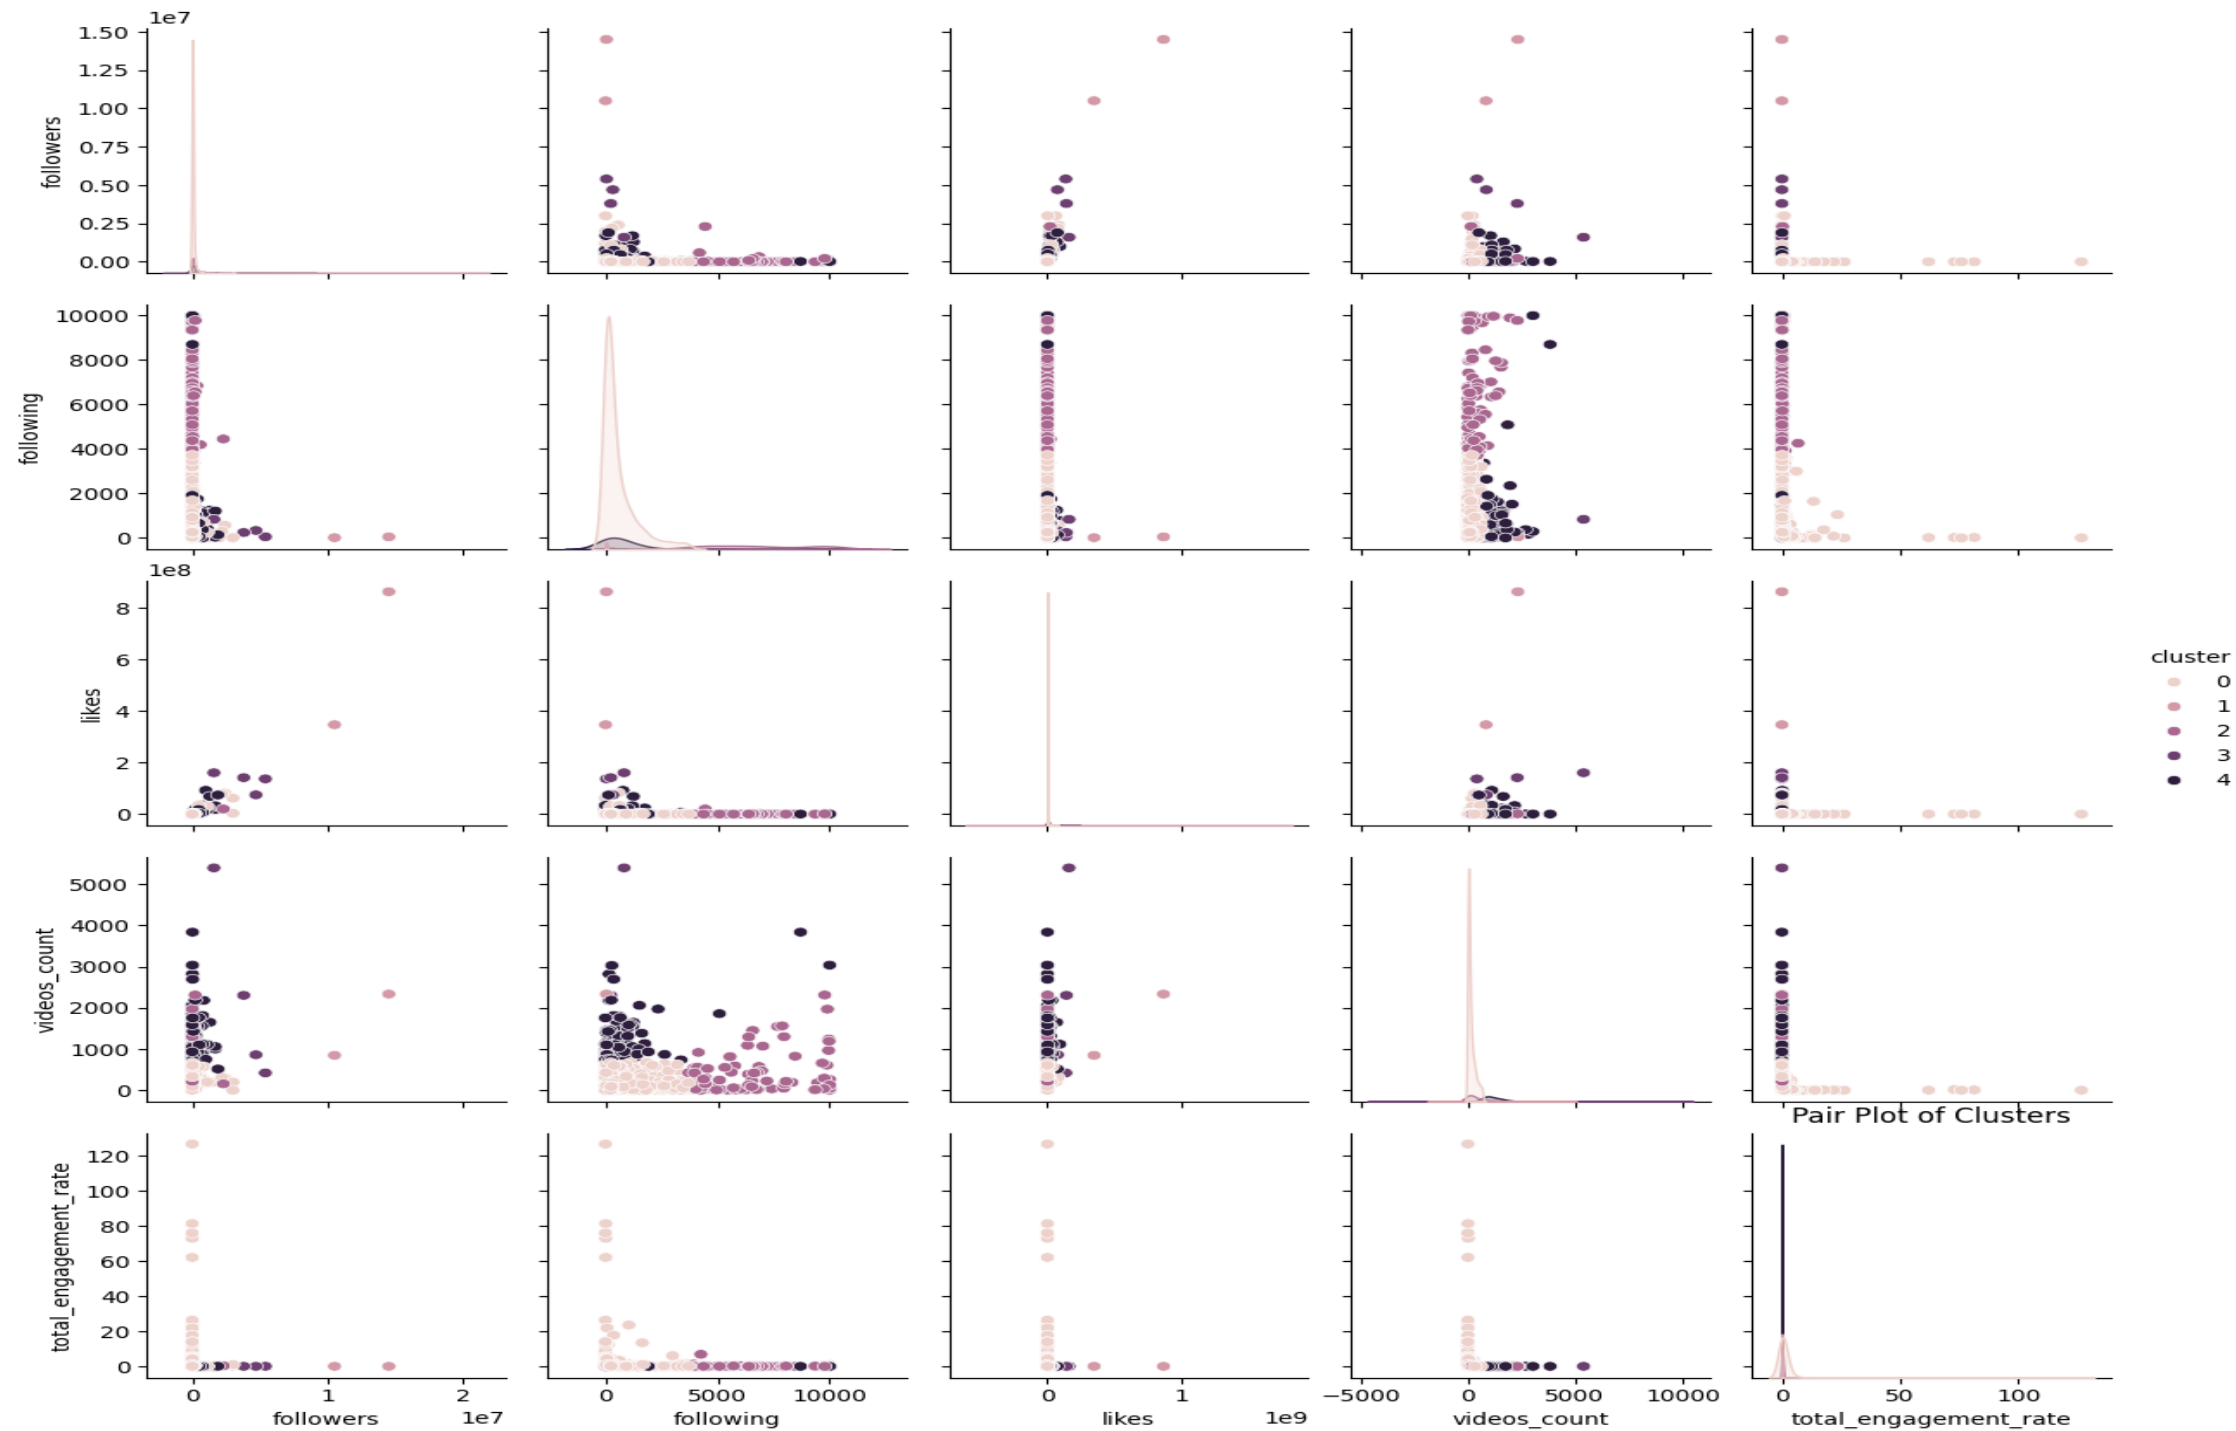 1e7
1.50
1.25
1.00
0.75
0.50
0.25
0.00
followers
10000
8000
6000
4000
2000
0
following
1e8
8
6
4
2
0
likes
cluster
0
1
2
3
4
5000
4000
3000
2000
1000
0
videos_count
Pair Plot of Clusters
120
100
80
60
40
20
0
total_engagement_rate
0 1 2
1e7
followers
0 5000 10000
following
0 1
1e9
likes
−5000 0 5000 10000
videos_count
0 50 100
total_engagement_rate